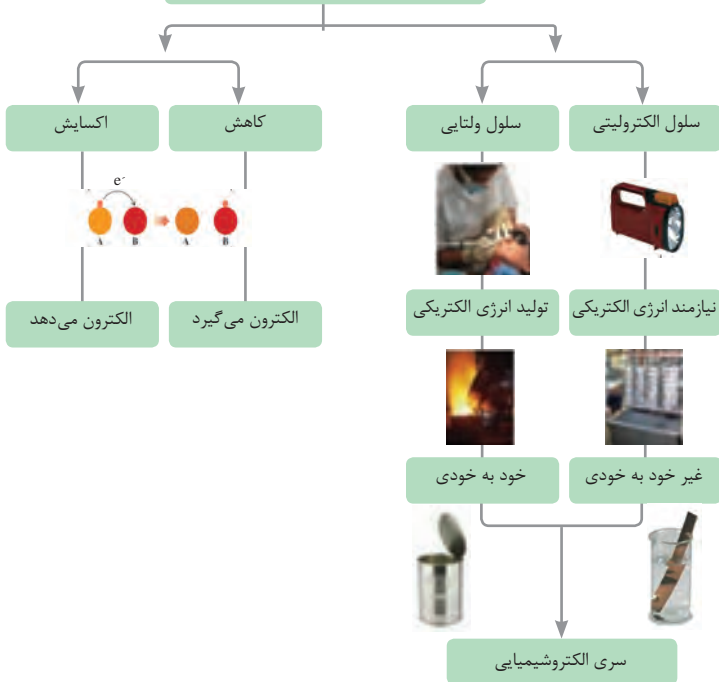 سلول الکترولیتی
سلول ولتایی
کاهش
اکسایش
e-
A B A B
نیازمند انرژی الکتریکی
تولید انرژی الکتریکی
الکترون می‌گیرد
الکترون می‌دهد
غیر خود به خودی
خود به خودی
سری الکتروشیمیایی